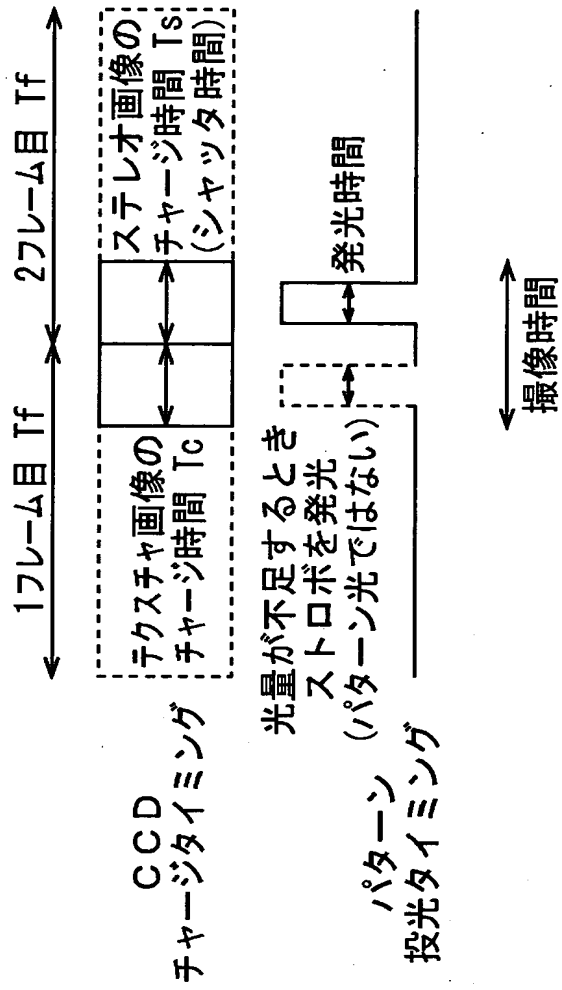 1フレーム目 Tf
2フレーム目 Tf
CCD
チャージタイミング
テクスチャ画像の
チャージ時間 Tc
ステレオ画像の
チャージ時間 Ts
(シャッタ時間)
パターン
投光タイミング
光量が不足するとき
ストロボを発光
(パターン光ではない)
発光時間
撮像時間